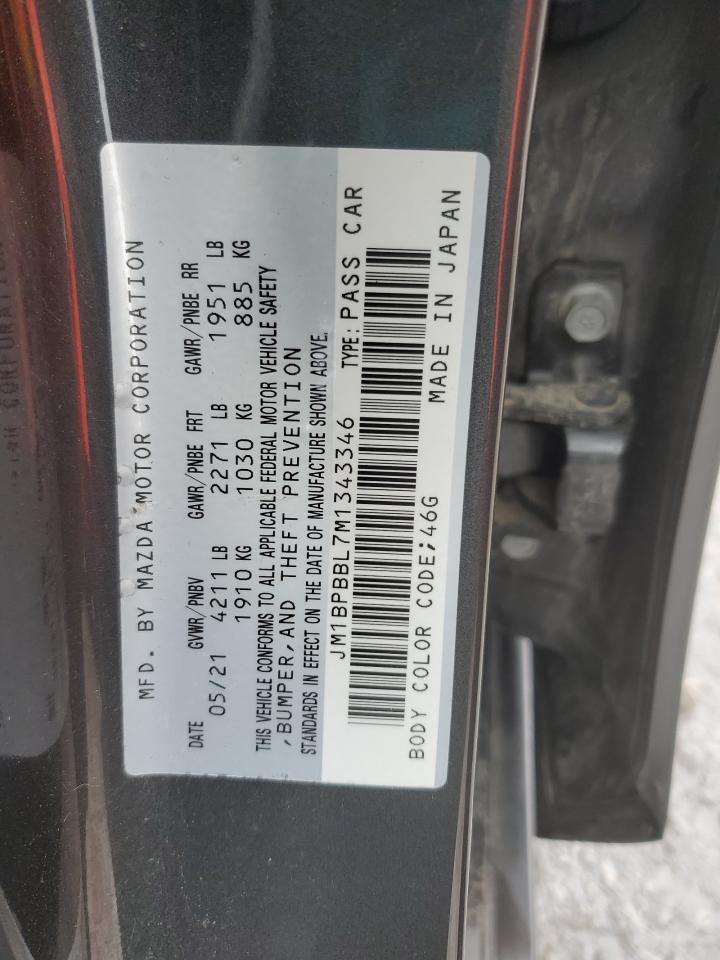 MFD. BY MAZDA MOTOR CORPORATION
DATE GVWR/PNBV GAWR/PNBE FRT GAWR/PNBE RR
05/21 4211 LB 2271 LB 1951 LB
1910 KG 1030 KG 885 KG
THIS VEHICLE CONFORMS TO ALL APPLICABLE FEDERAL MOTOR VEHICLE SAFETY
,BUMPER,AND THEFT PREVENTION
STANDARDS IN EFFECT ON THE DATE OF MANUFACTURE SHOWN ABOVE.
JM1BPBBL7M1343346 TYPE: PASS CAR
BODY COLOR CODE;46G MADE IN JAPAN
CORPORATION